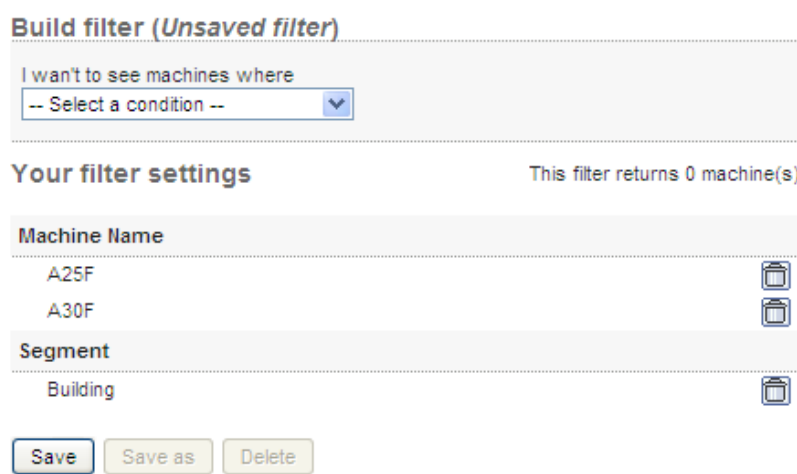 Build filter (Unsaved filter)
I wan't to see machines where
-- Select a condition --
Your filter settings
This filter returns 0 machine(s)
Machine Name
A25F
A30F
Segment
Building
Save
Save as
Delete